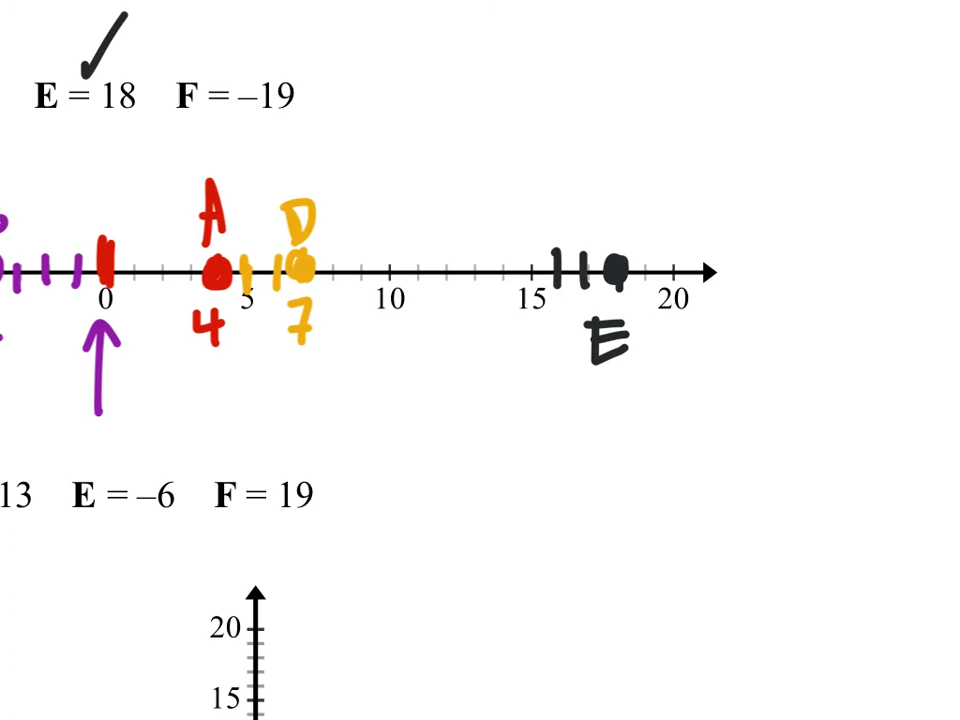 E = 18 F = –19
A D
0 5 10 15 20
4 7 E
13 E = –6 F = 19
20
15